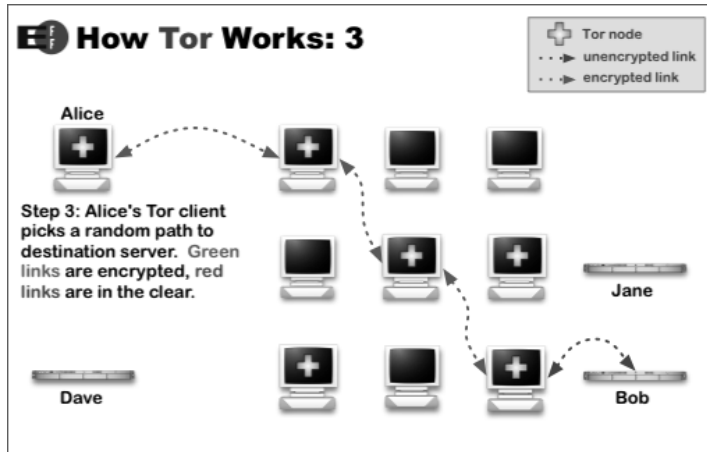 EFF How Tor Works: 3
Tor node
unencrypted link
encrypted link
Alice
Step 3: Alice's Tor client
picks a random path to
destination server. Green
links are encrypted, red
links are in the clear.
Jane
Dave
Bob